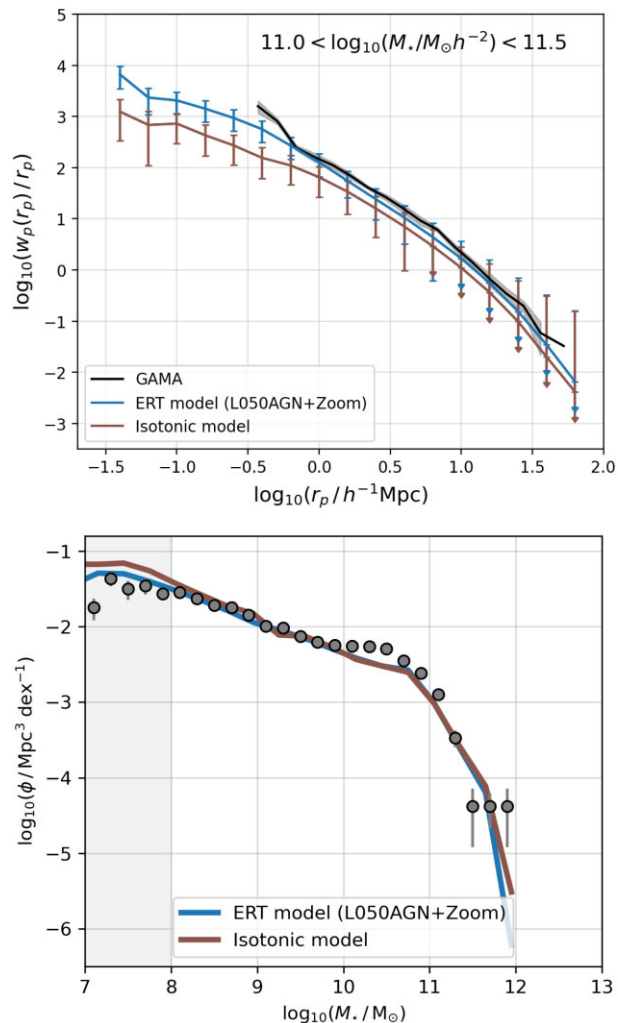 11.0 < log₁₀(M⋆/M⊙h⁻²) < 11.5
log₁₀(wₚ(rₚ)/rₚ)
5
4
3
2
1
0
−1
−2
−3
GAMA
ERT model (L050AGN+Zoom)
Isotonic model
−1.5 −1.0 −0.5 0.0 0.5 1.0 1.5 2.0
log₁₀(rₚ/h⁻¹Mpc)
log₁₀(ϕ/Mpc³ dex⁻¹)
−1
−2
−3
−4
−5
−6
ERT model (L050AGN+Zoom)
Isotonic model
7 8 9 10 11 12 13
log₁₀(M⋆/M⊙)